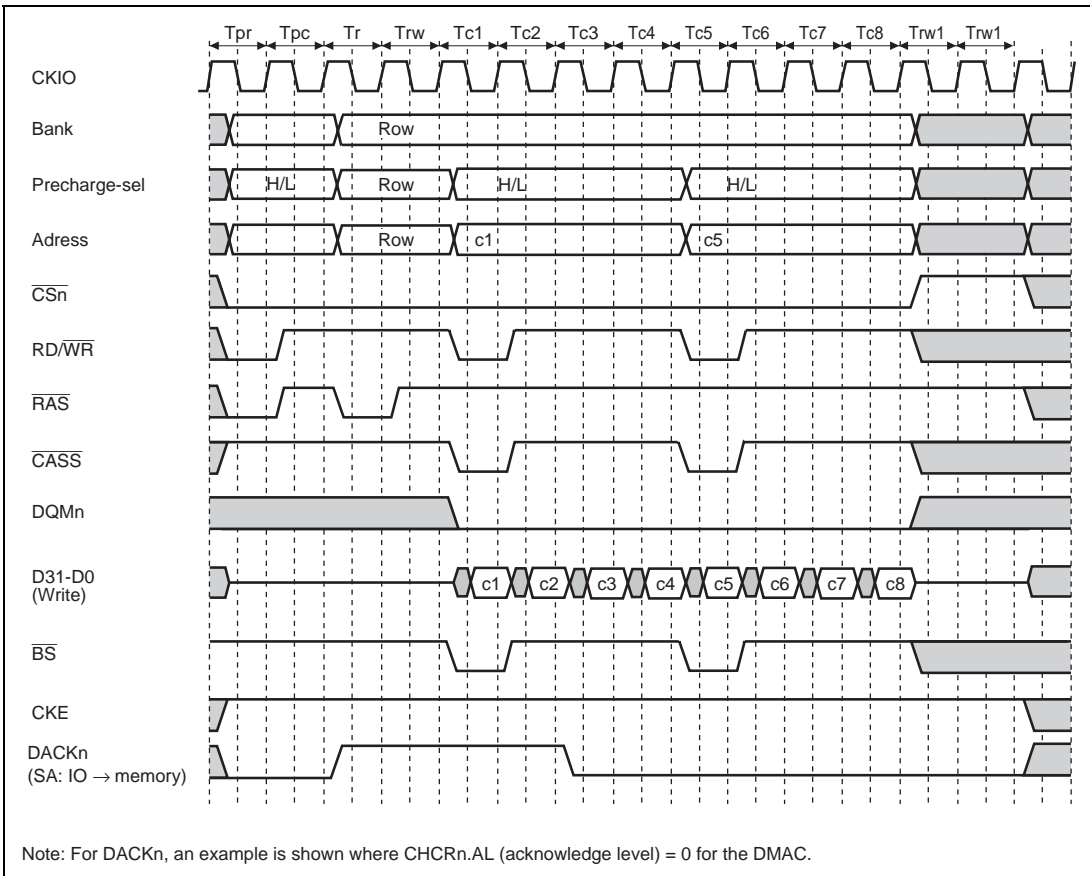 Tpr Tpc Tr Trw Tc1 Tc2 Tc3 Tc4 Tc5 Tc6 Tc7 Tc8 Trw1 Trw1
CKIO
Bank Row
Precharge-sel H/L Row H/L H/L
Adress Row c1 c5
CSn
RD/WR
RAS
CASS
DQMn
D31-D0
(Write)
c1 c2 c3 c4 c5 c6 c7 c8
BS
CKE
DACKn
(SA: IO → memory)
Note: For DACKn, an example is shown where CHCRn.AL (acknowledge level) = 0 for the DMAC.